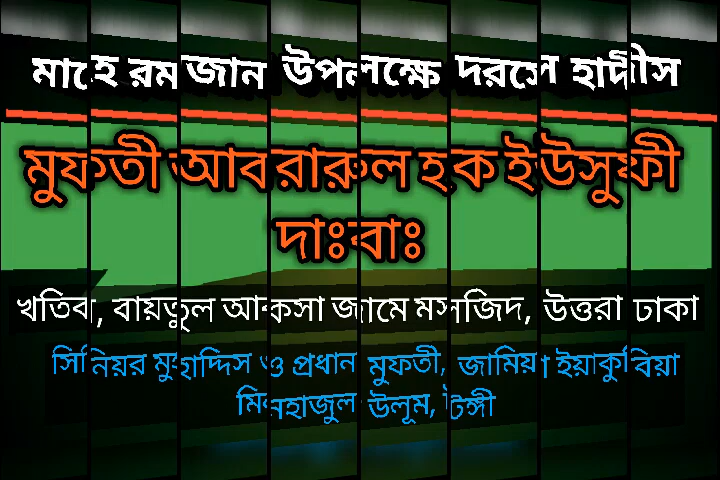 মাহে রমজান উপলক্ষে দরসে হাদীস
মুফতী আবরারুল হক ইউসুফী
দাঃবাঃ
খতিব, বায়তুল আকসা জামে মসজিদ, উত্তরা ঢাকা
সিনিয়র মুহাদ্দিস ও প্রধান মুফতী, জামিয়া ইয়াকুবিয়া
মিনহাজুল উলূম, টঙ্গী